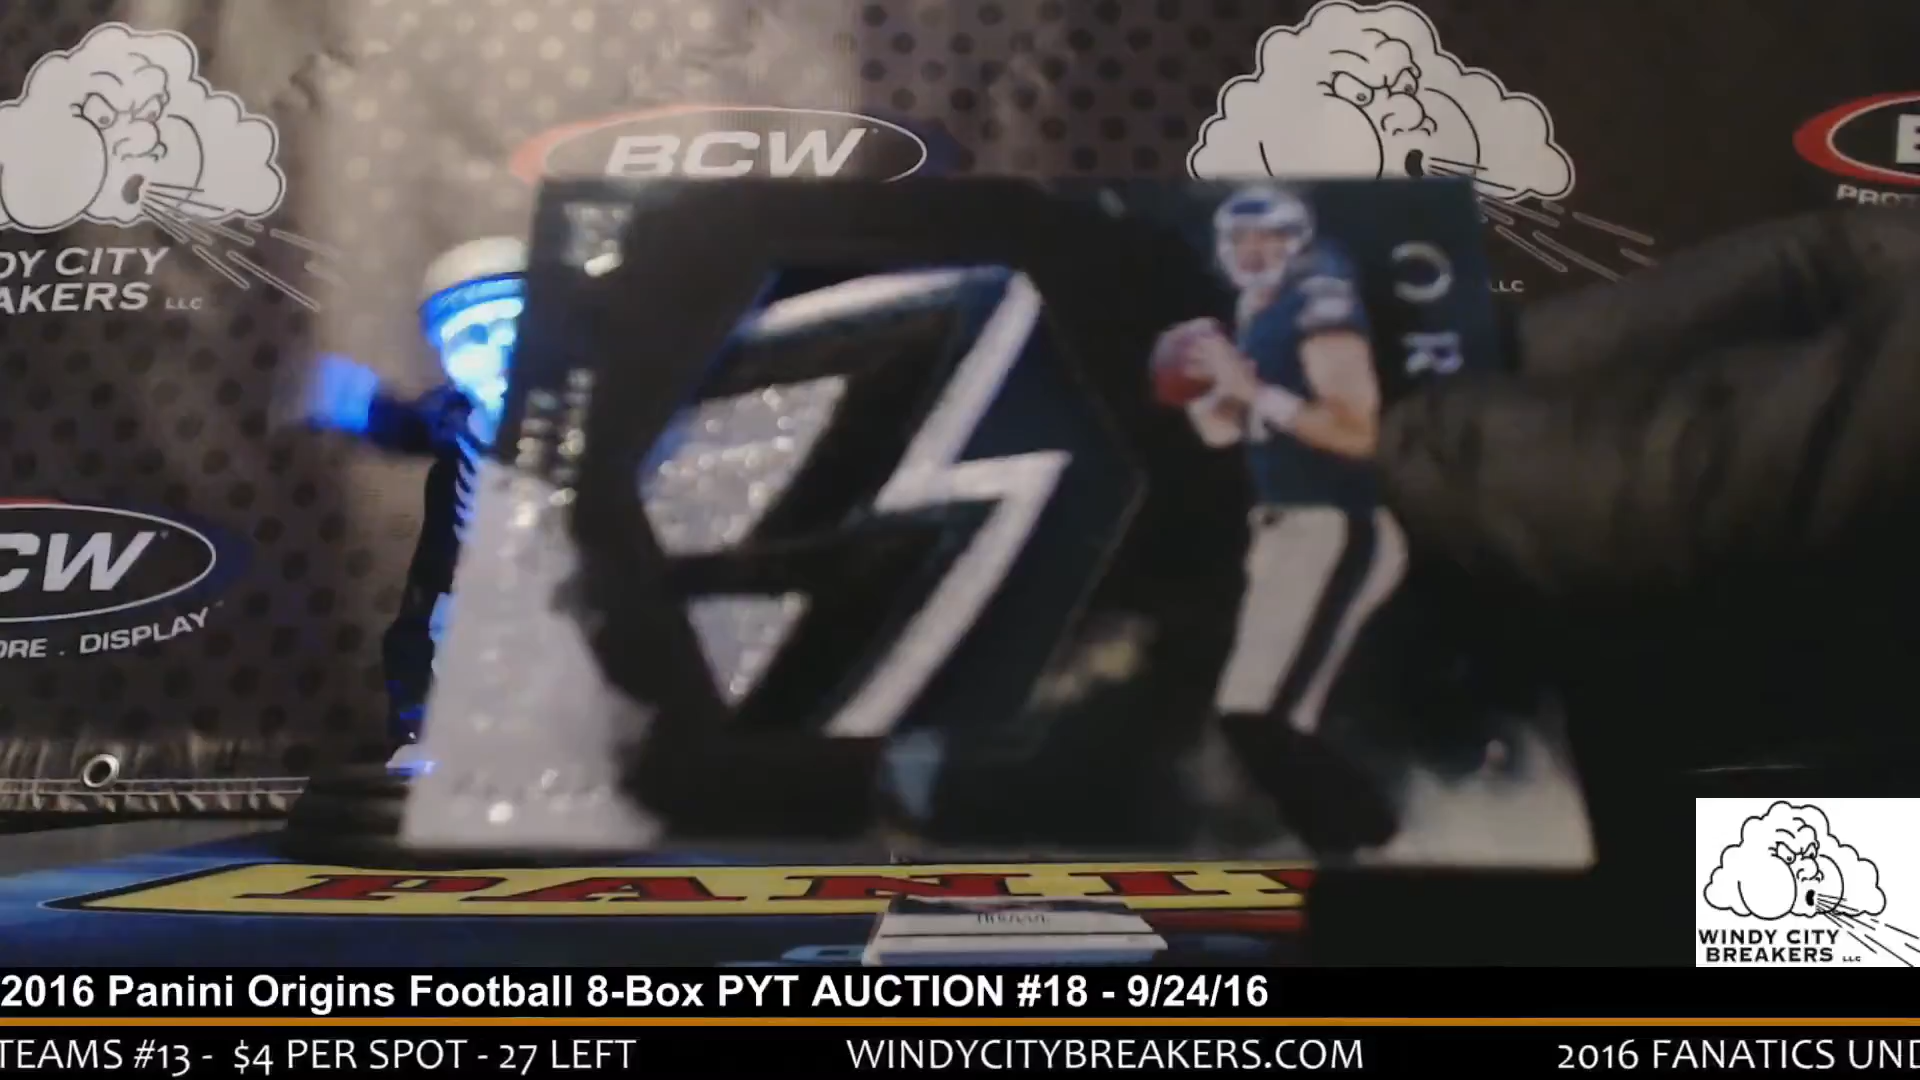 BCW
DY CITY
AKERS LLC
LLC
PROT
CW
ORE . DISPLAY
O R
PANINI
WINDY CITY
BREAKERS LLC
2016 Panini Origins Football 8-Box PYT AUCTION #18 - 9/24/16
TEAMS #13 - $4 PER SPOT - 27 LEFT WINDYCITYBREAKERS.COM 2016 FANATICS UND